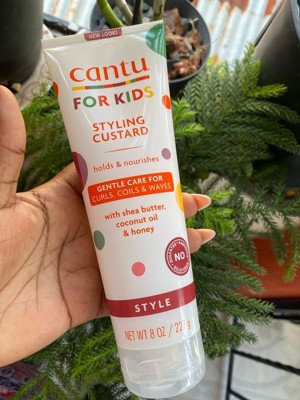 NEW LOOK!
cantu
FOR KIDS
STYLING
CUSTARD
holds & nourishes
GENTLE CARE FOR
CURLS, COILS & WAVES
with shea butter,
coconut oil
& honey
NO
STYLE
NET WT 8 OZ /